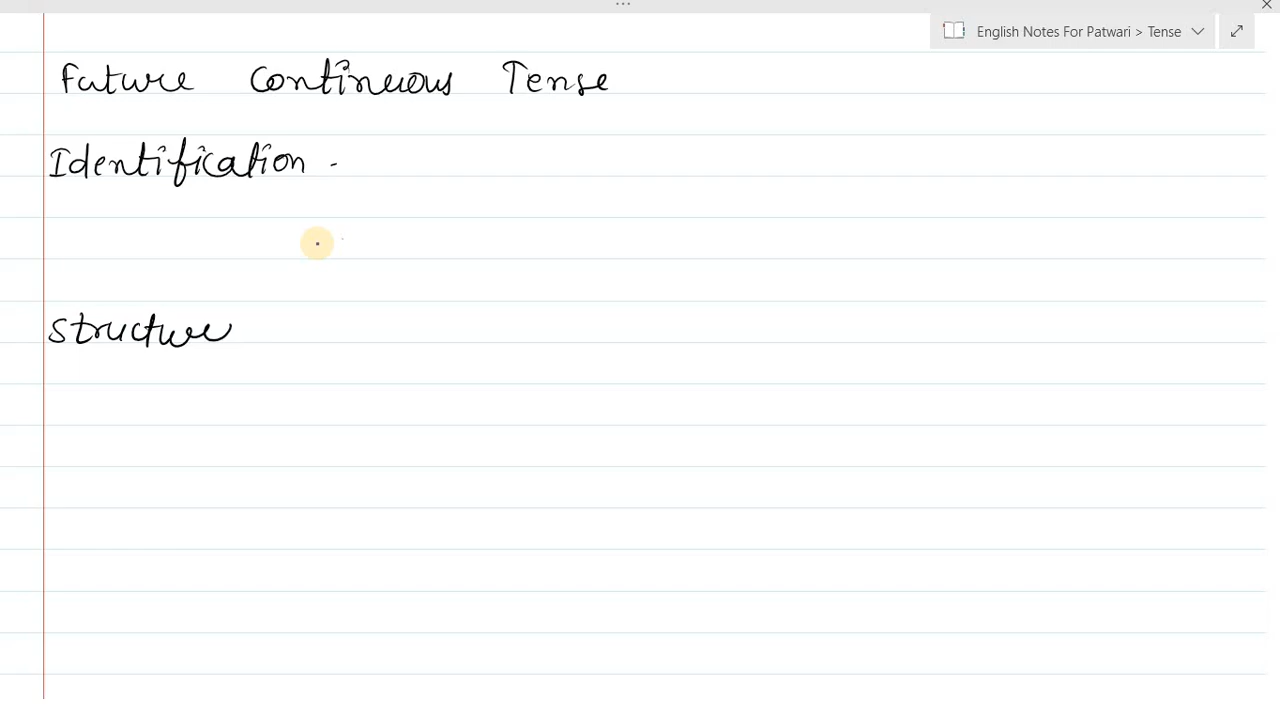 English Notes For Patwari > Tense
Future Continuous Tense
Identification -
Structure